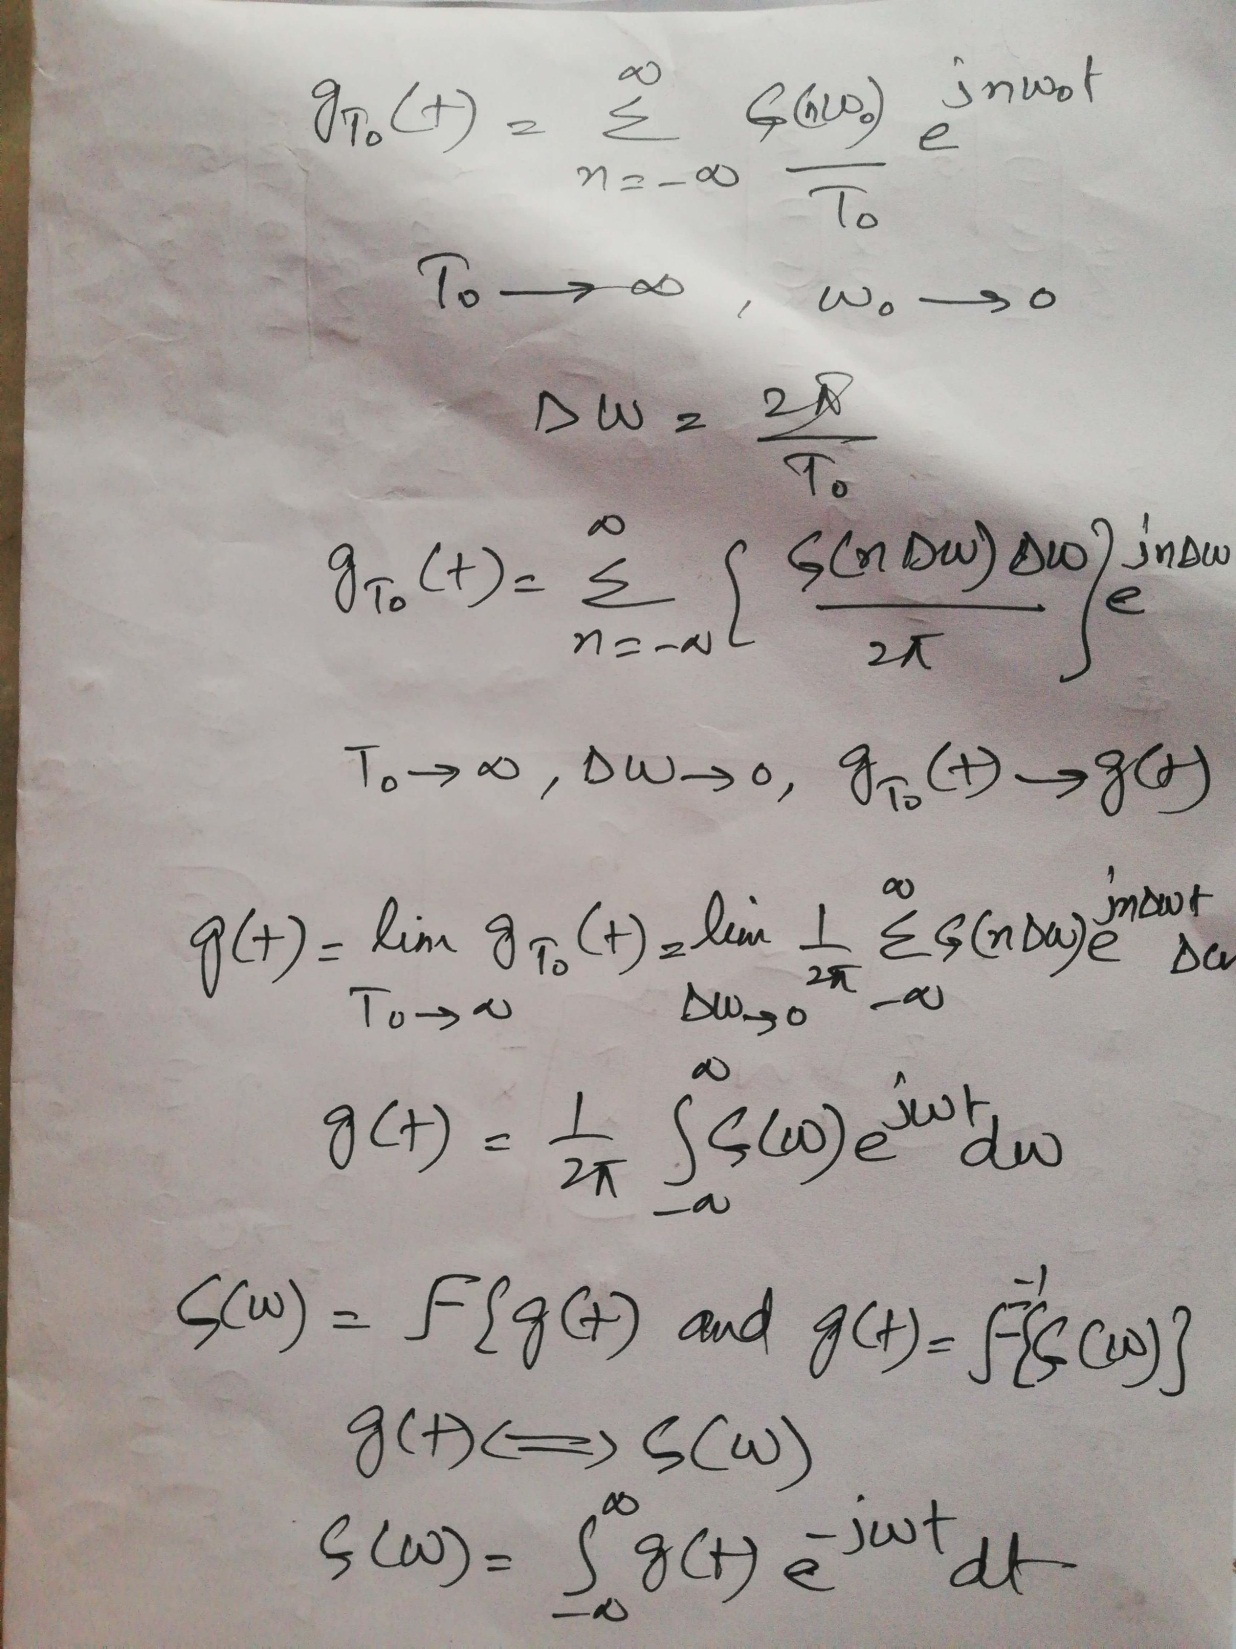 g_{T₀}(t) = Σ_{n=-∞}^{∞} G(nω₀)/T₀ e^{jnω₀t}
T₀ → ∞ , ω₀ → 0
Δω = 2π/T₀
g_{T₀}(t) = Σ_{n=-∞}^{∞} { G(nΔω)Δω/2π } e^{jnΔω}
T₀ → ∞ , Δω → 0, g_{T₀}(t) → g(t)
g(t) = lim_{T₀→∞} g_{T₀}(t) = lim_{Δω→0} 1/2π Σ_{-∞}^{∞} G(nΔω) e^{jnΔωt} Δω
g(t) = 1/2π ∫_{-∞}^{∞} G(ω) e^{jωt} dω
G(ω) = F{g(t) and g(t) = F^{-1}{G(ω)}
g(t) ⇔ G(ω)
G(ω) = ∫_{-∞}^{∞} g(t) e^{-jωt} dt